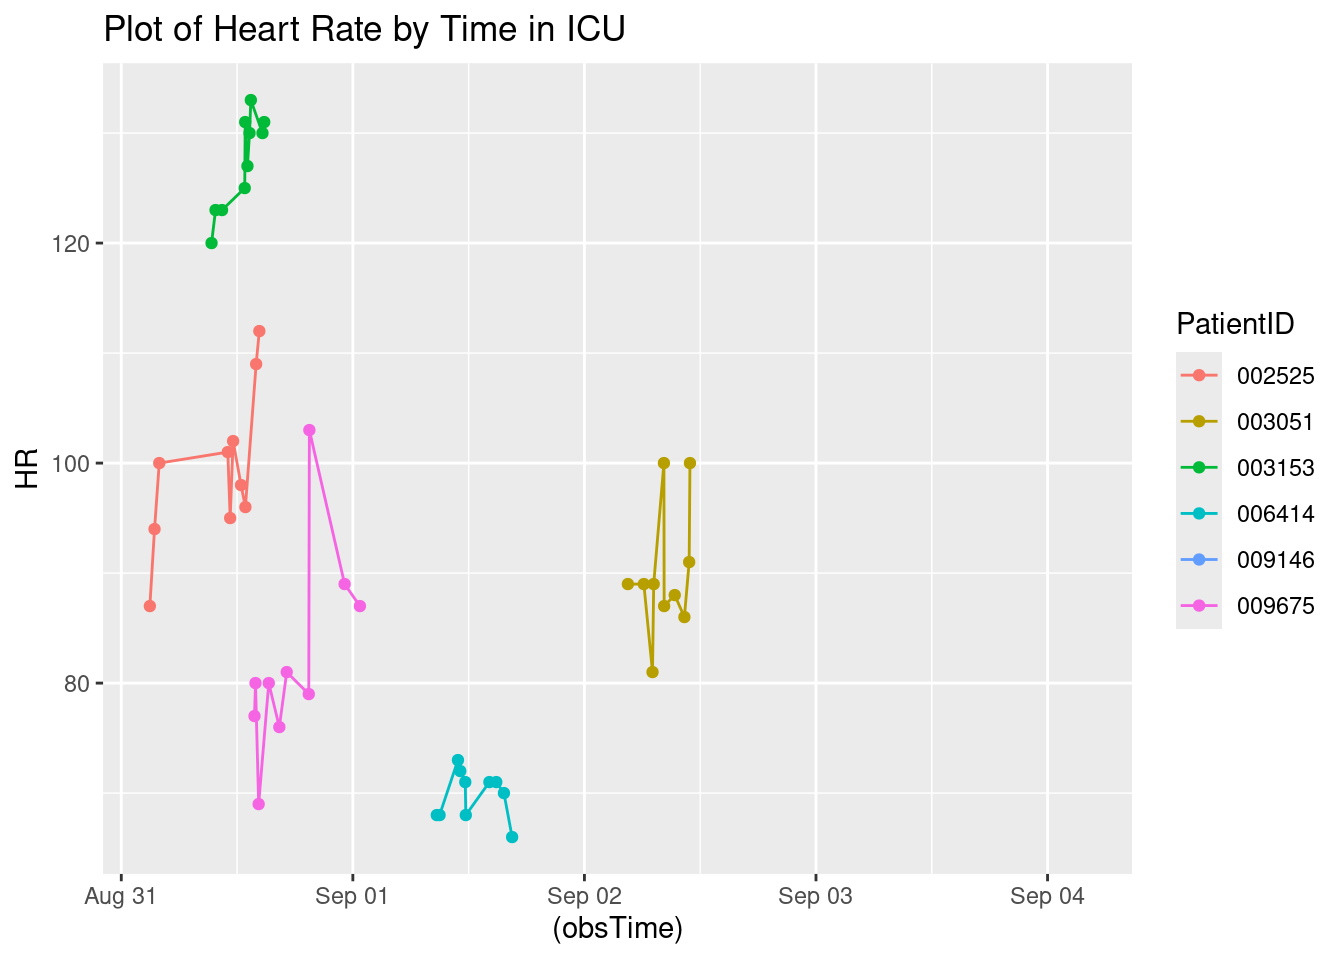 Plot of Heart Rate by Time in ICU
HR
120
100
80
Aug 31
Sep 01
Sep 02
Sep 03
Sep 04
(obsTime)
PatientID
002525
003051
003153
006414
009146
009675